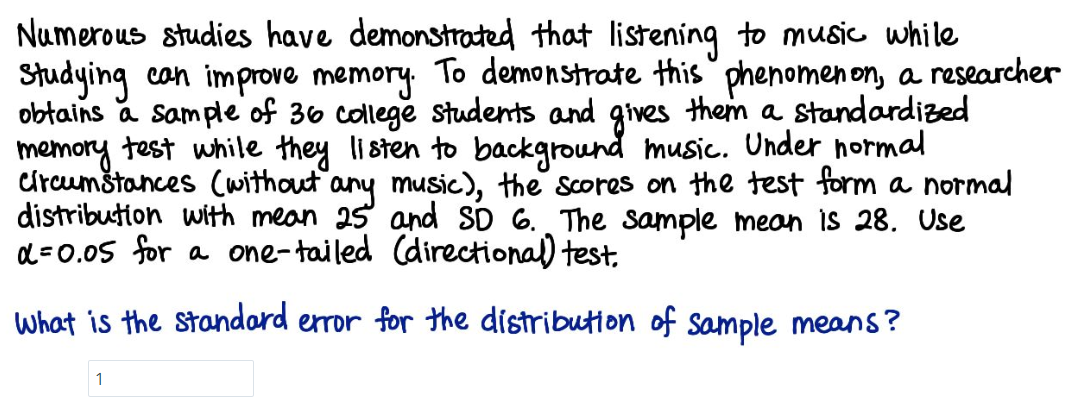 Numerous studies have demonstrated that listening to music while
Studying can improve memory. To demonstrate this phenomenon, a researcher
obtains a sample of 36 college students and gives them a standardized
memory test while they listen to background music. Under normal
circumstances (without any music), the scores on the test form a normal
distribution with mean 25 and SD 6. The sample mean is 28. Use
α=0.05 for a one-tailed (directional) test.
What is the standard error for the distribution of sample means?
1